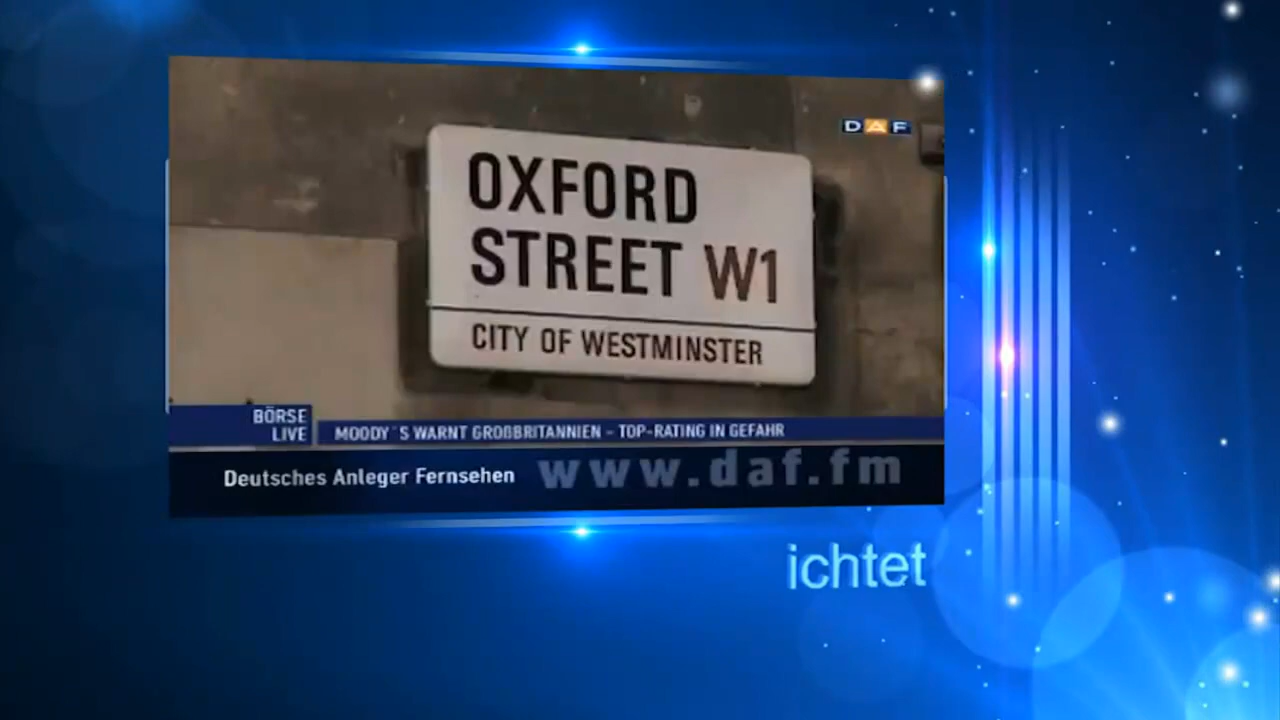 DAF
OXFORD
STREET W1
CITY OF WESTMINSTER
BÖRSE
LIVE
MOODY´S WARNT GROßBRITANNIEN - TOP-RATING IN GEFAHR
Deutsches Anleger Fernsehen
www.daf.fm
ichtet